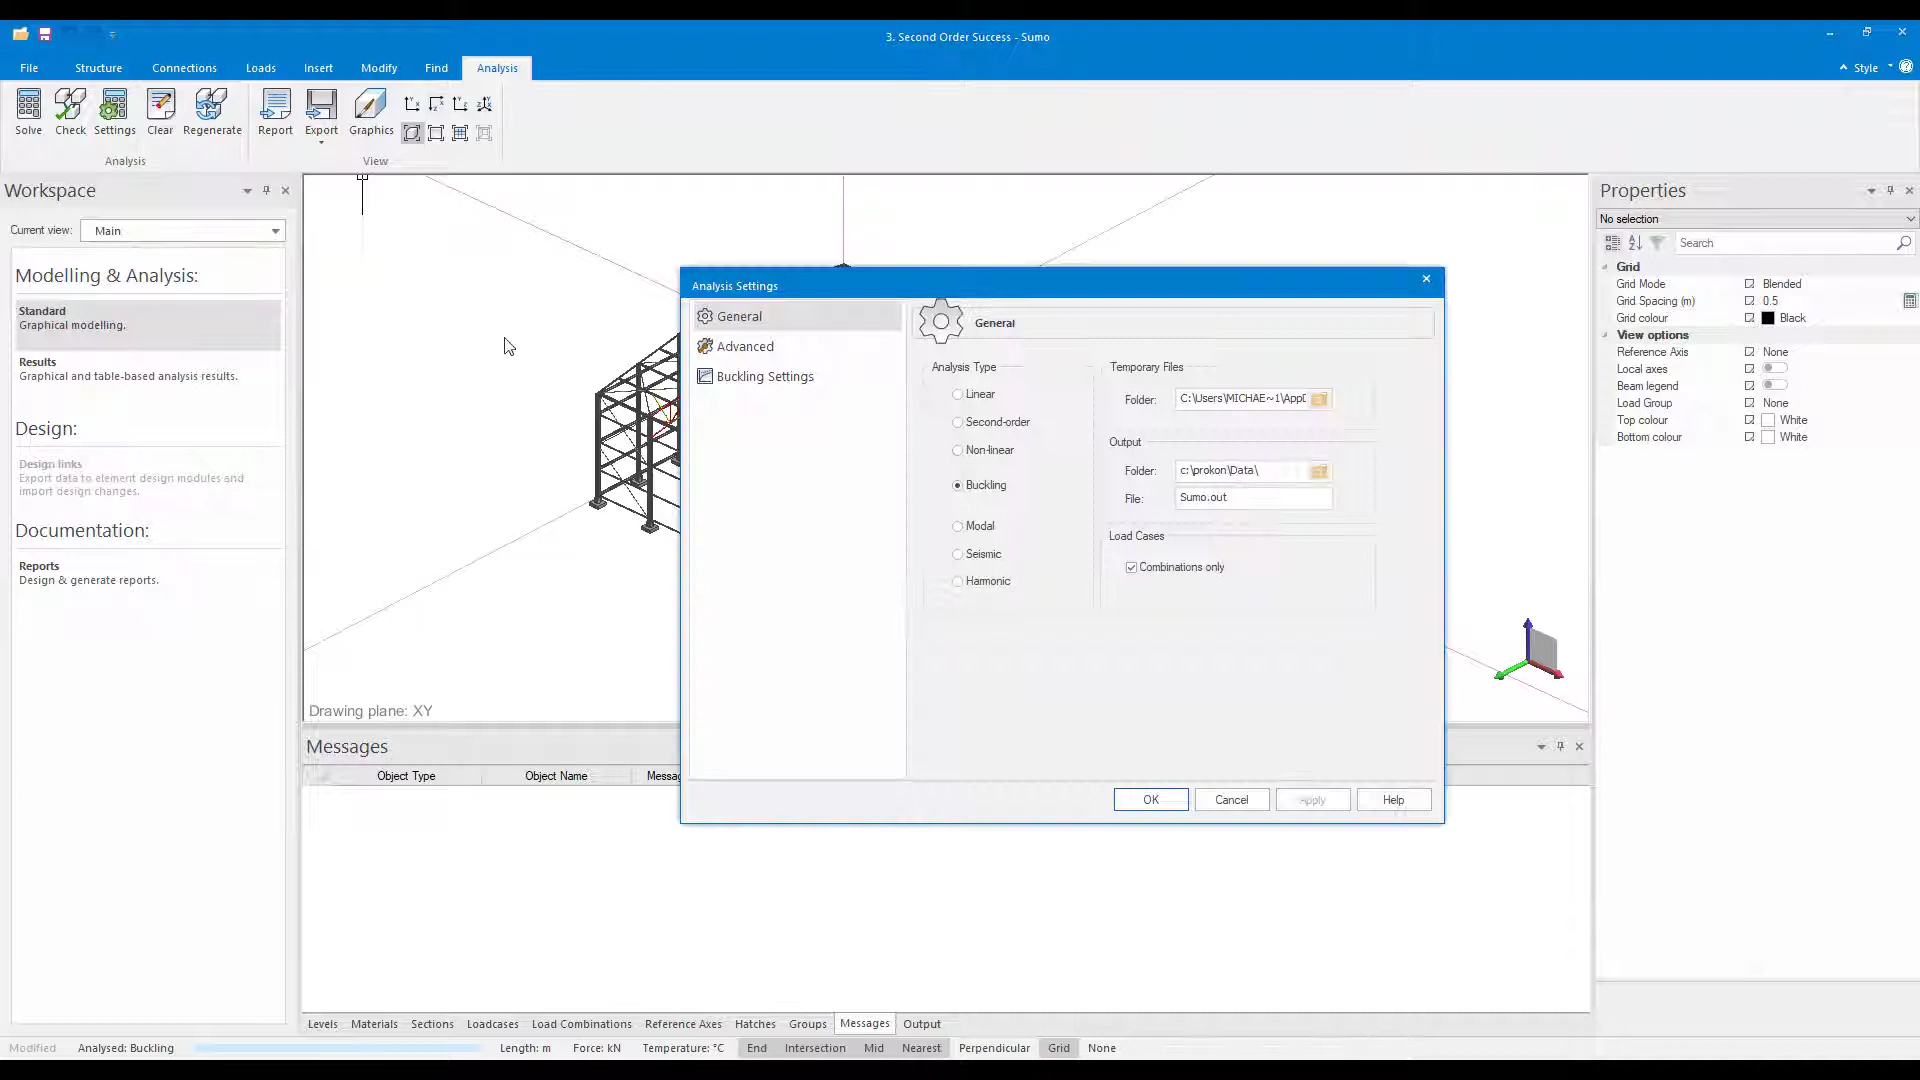 3. Second Order Success - Sumo
File Structure Connections Loads Insert Modify Find Analysis Style
Solve Check Settings Clear Regenerate Report Export Graphics
Analysis View
Workspace
Current view: Main
Modelling & Analysis:
Standard
Graphical modelling.
Results
Graphical and table-based analysis results.
Design:
Design links
Export data to element design modules and
import design changes.
Documentation:
Reports
Design & generate reports.
Drawing plane: XY
Analysis Settings
General
Advanced
Buckling Settings
General
Analysis Type
Linear
Second-order
Non-linear
Buckling
Modal
Seismic
Harmonic
Temporary Files
Folder: C:\Users\MICHAE~1\AppD
Output
Folder: c:\prokon\Data\
File: Sumo.out
Load Cases
Combinations only
OK Cancel Apply Help
Properties
No selection
Search
Grid
Grid Mode Blended
Grid Spacing (m) 0.5
Grid colour Black
View options
Reference Axis None
Local axes
Beam legend
Load Group None
Top colour White
Bottom colour White
Messages
Object Type Object Name Messag
Levels Materials Sections Loadcases Load Combinations Reference Axes Hatches Groups Messages Output
Modified Analysed: Buckling Length: m Force: kN Temperature: °C End Intersection Mid Nearest Perpendicular Grid None